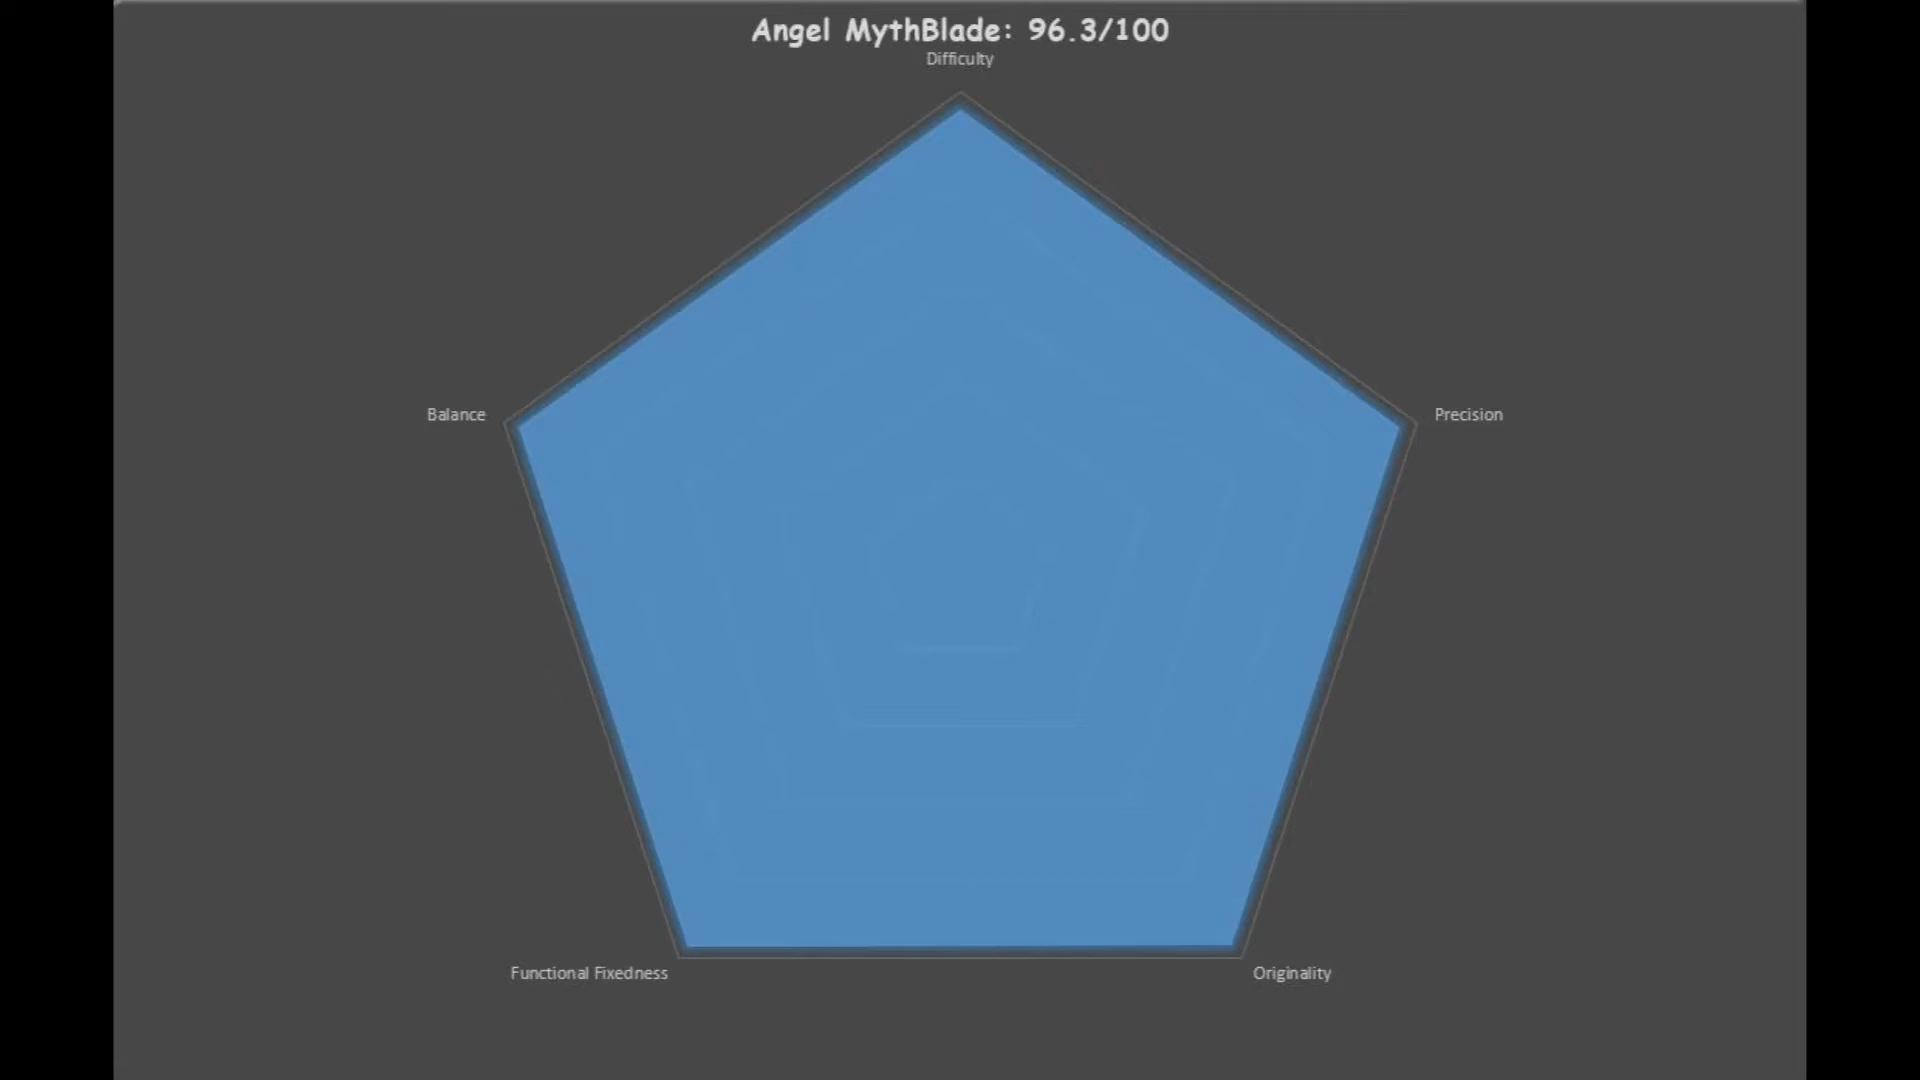 Angel MythBlade: 96.3/100
Difficulty
Balance
Precision
Functional Fixedness
Originality